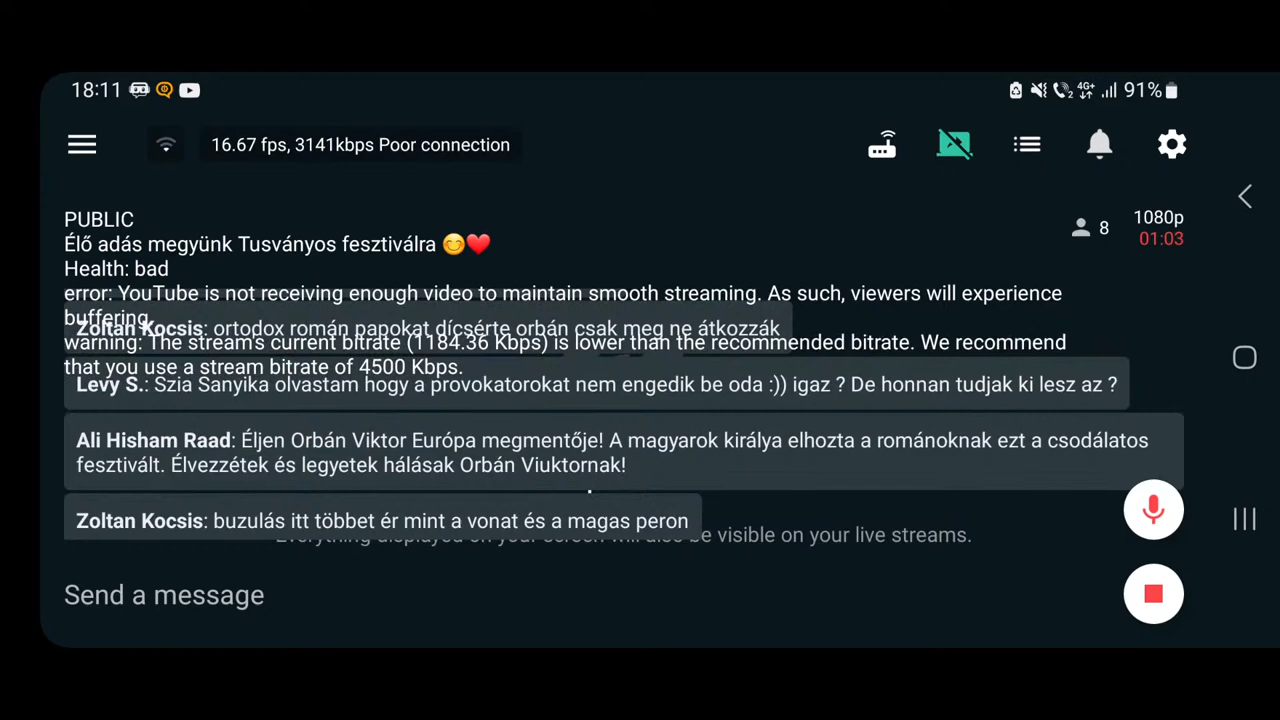 18:11
2
4G+
91%
16.67 fps, 3141kbps Poor connection
PUBLIC
Élő adás megyünk Tusványos fesztiválra 😊❤️
8
1080p
01:03
Health: bad
error: YouTube is not receiving enough video to maintain smooth streaming. As such, viewers will experience
buffering.
Zoltan Kocsis: ortodox román papokat dícsérte orbán csak meg ne átkozzák
warning: The stream's current bitrate (1184.36 Kbps) is lower than the recommended bitrate. We recommend
that you use a stream bitrate of 4500 Kbps.
Levy S.: Szia Sanyika olvastam hogy a provokatorokat nem engedik be oda :)) igaz ? De honnan tudjak ki lesz az ?
Ali Hisham Raad: Éljen Orbán Viktor Európa megmentője! A magyarok királya elhozta a románoknak ezt a csodálatos
fesztivált. Élvezzétek és legyetek hálásak Orbán Viuktornak!
Zoltan Kocsis: buzulás itt többet ér mint a vonat és a magas peron
Everything displayed on your screen will also be visible on your live streams.
Send a message